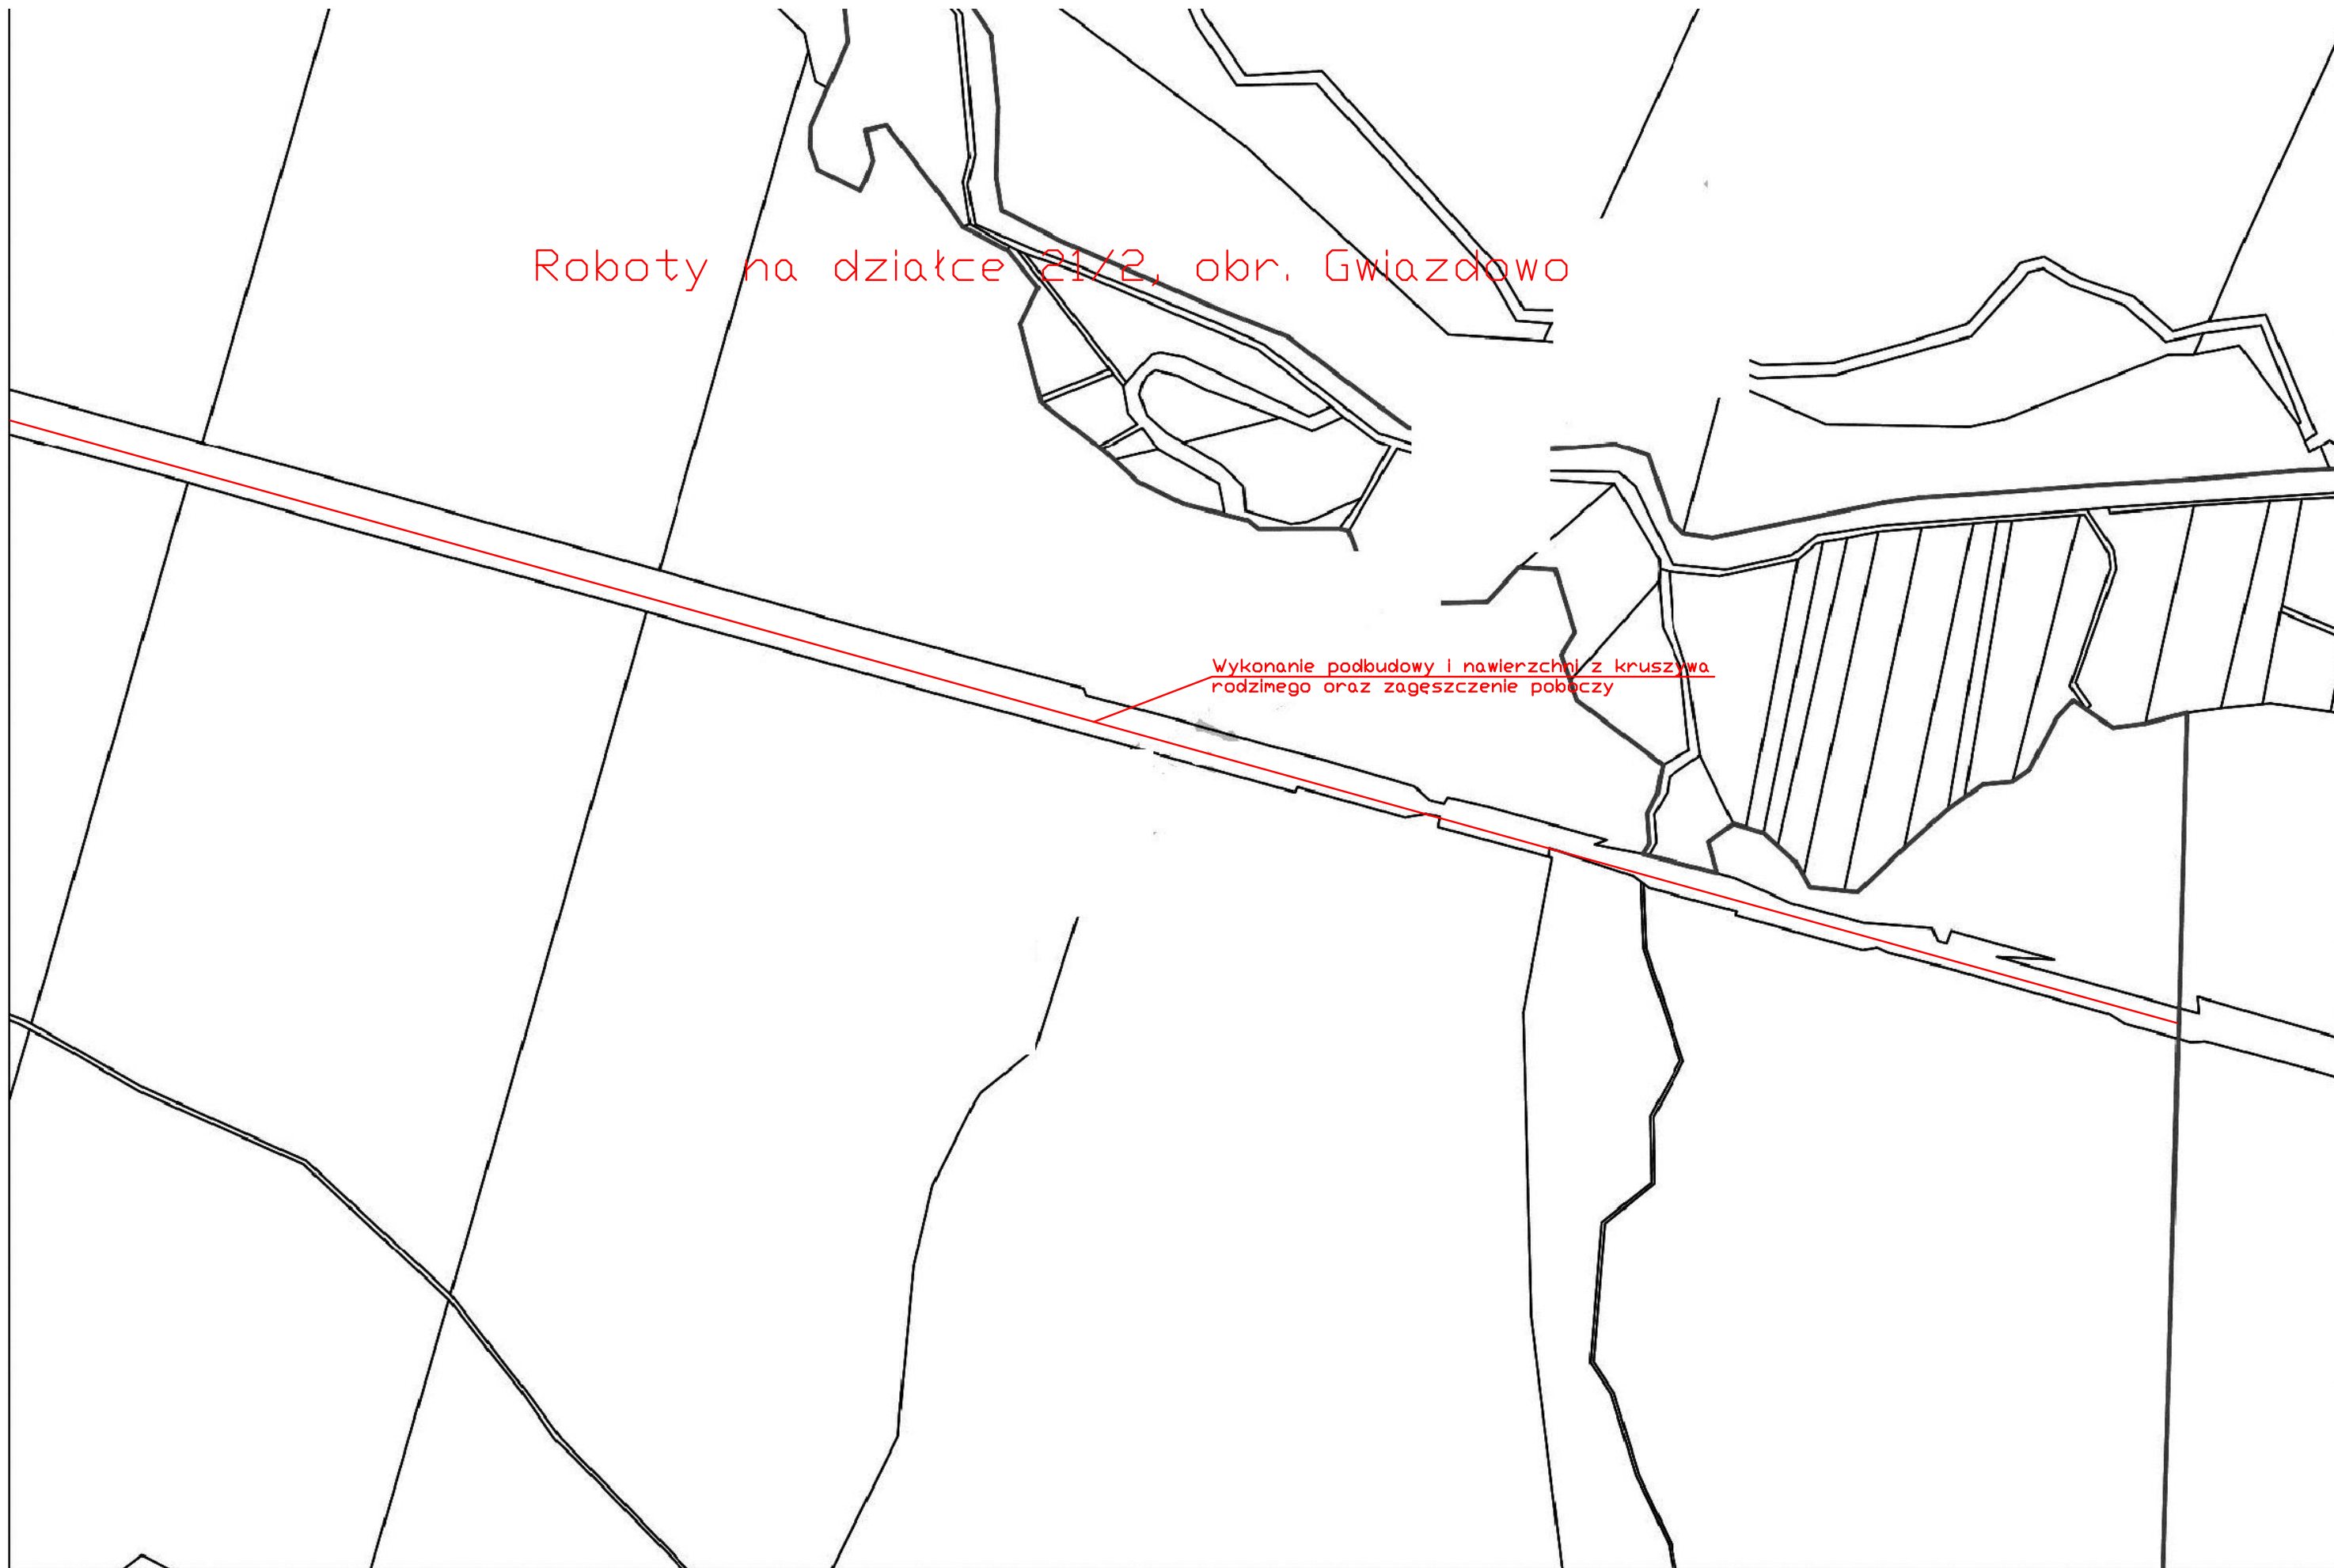 Roboty na działce 21/2, obr. Gwiazdowo
Wykonanie podbudowy i nawierzchni z kruszywa
rodzimego oraz zagęszczenie poboczy